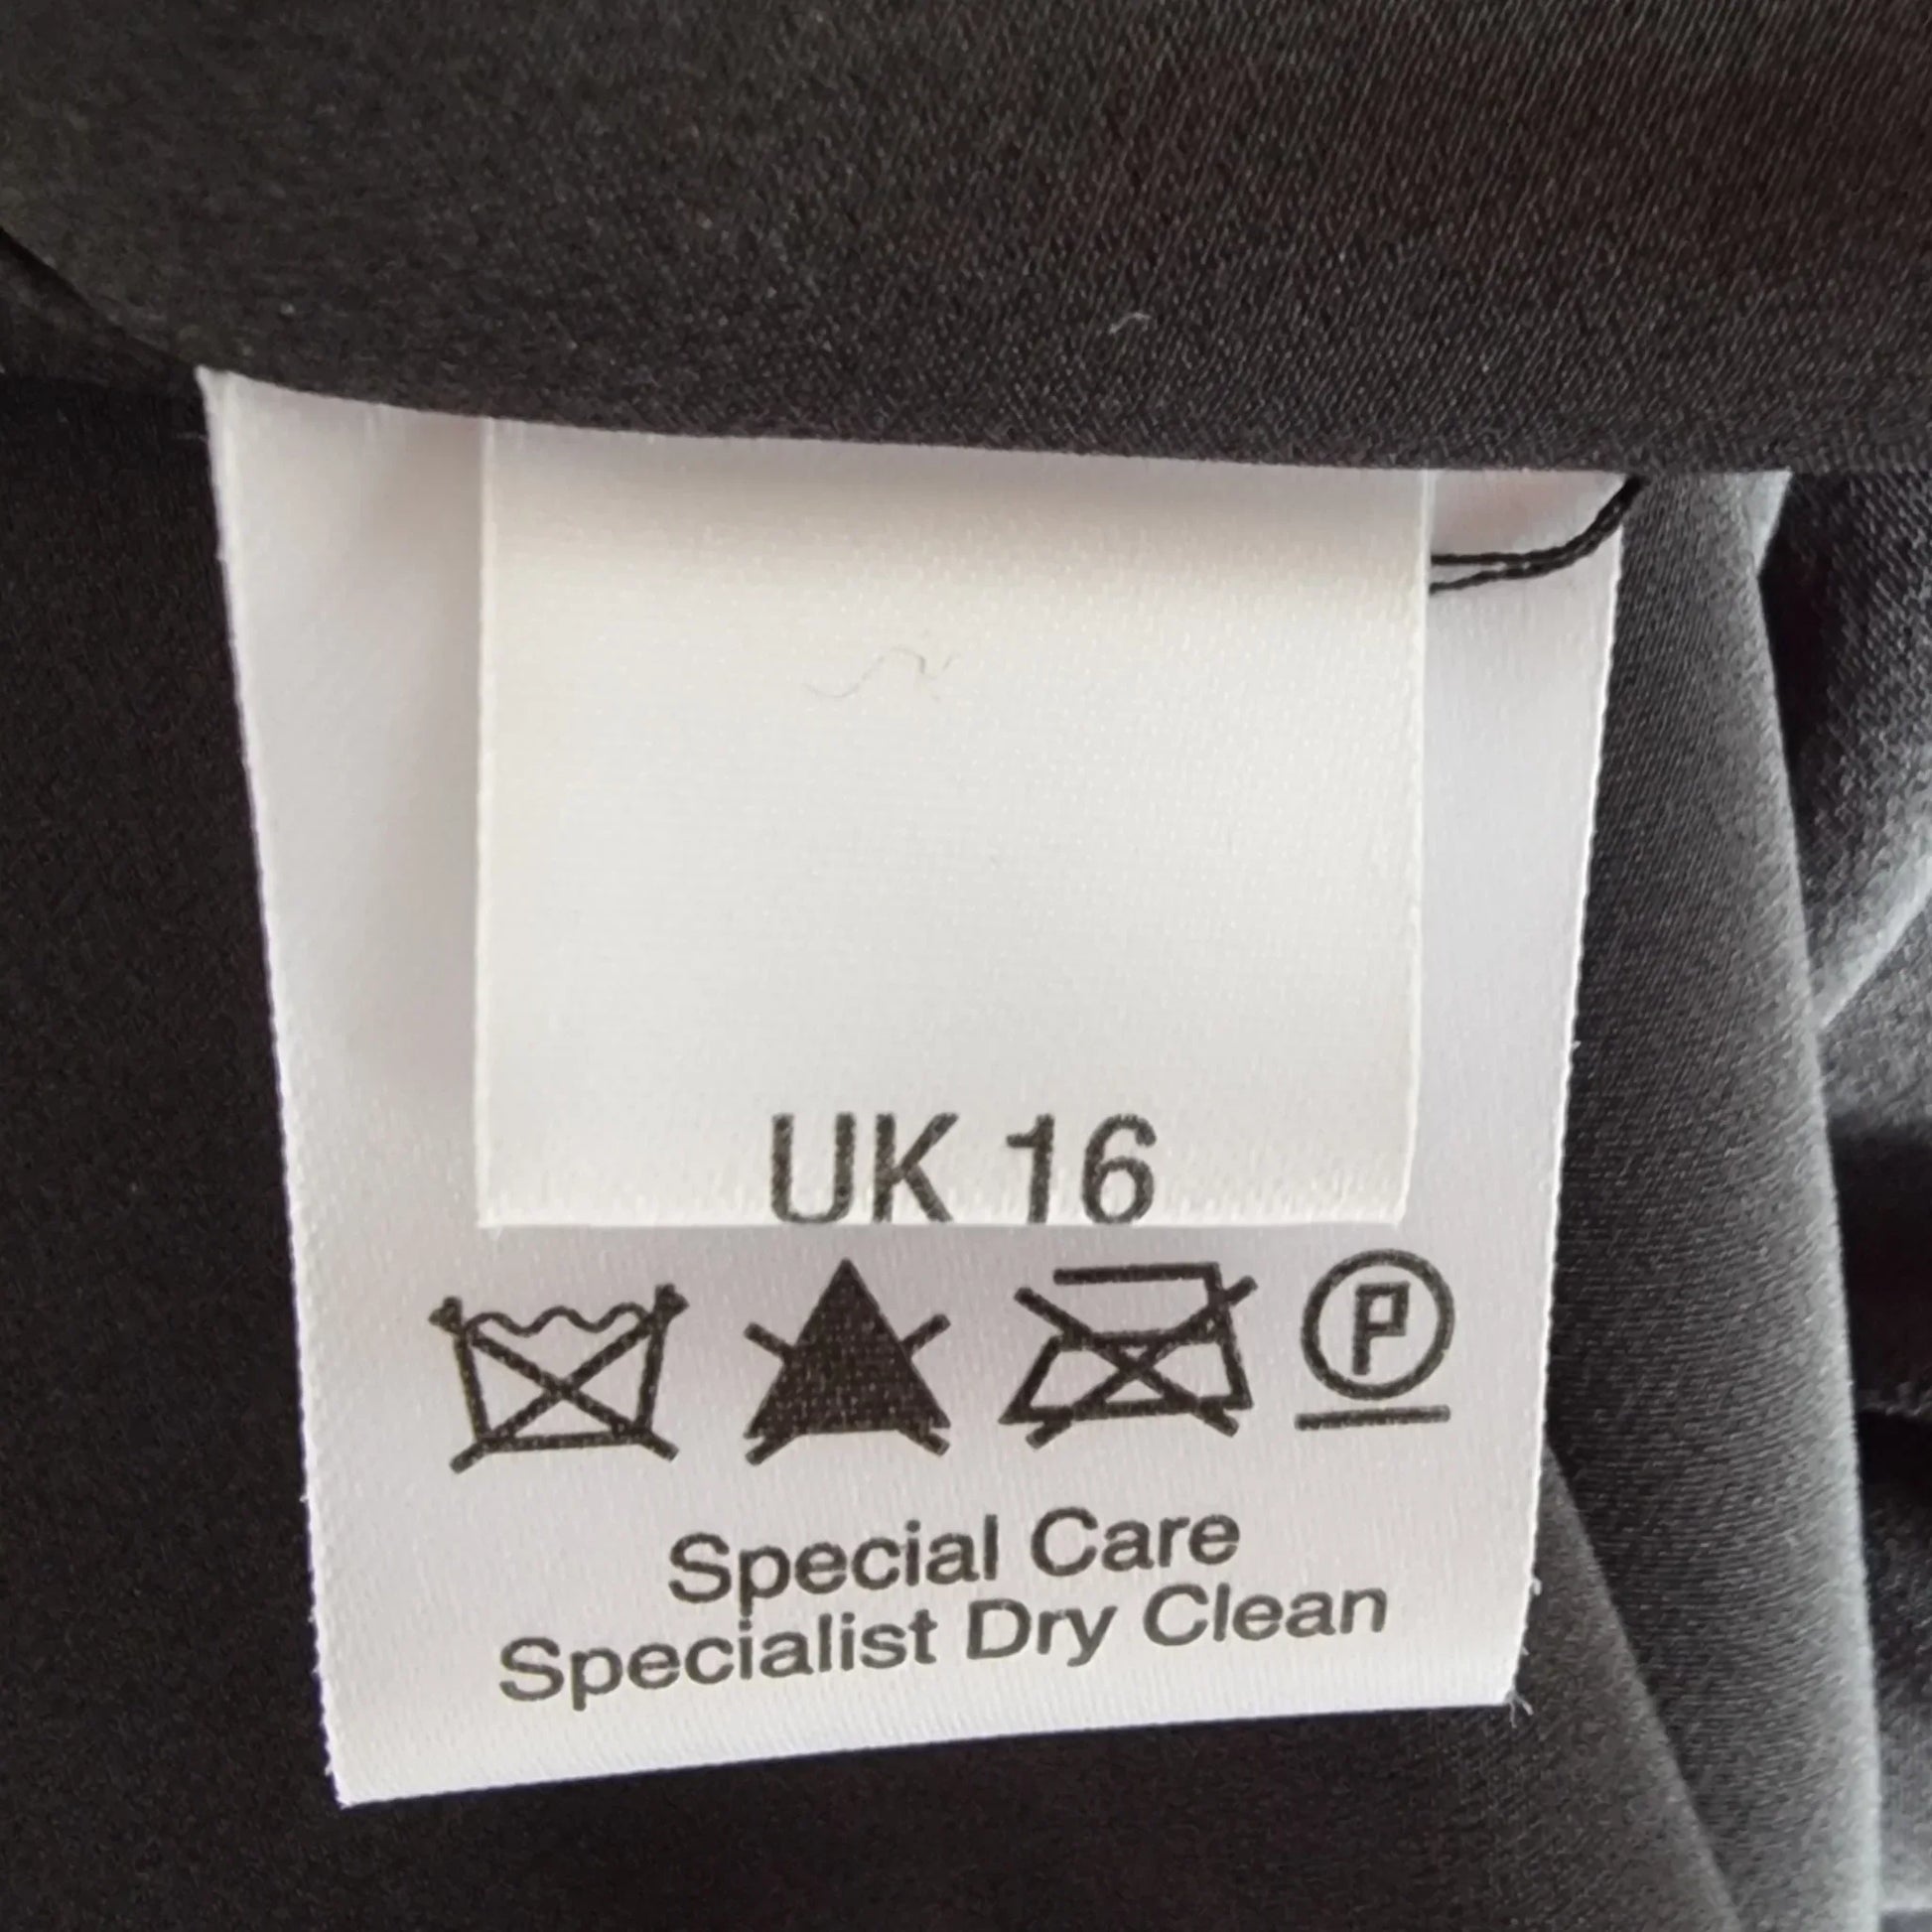 UK 16
P
Special Care
Specialist Dry Clean